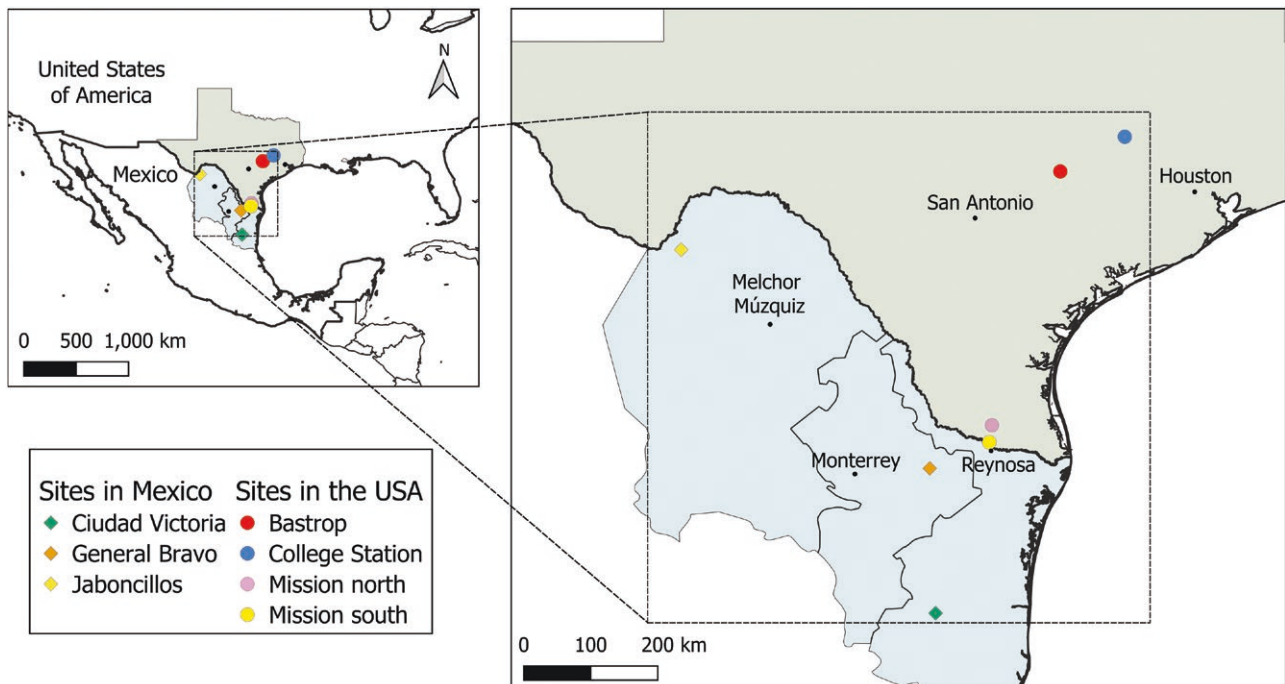 United States
of America
N
Mexico
0 500 1,000 km
Sites in Mexico
Ciudad Victoria
General Bravo
Jaboncillos
Sites in the USA
Bastrop
College Station
Mission north
Mission south
San Antonio
Houston
Melchor
Múzquiz
Monterrey
Reynosa
0 100 200 km